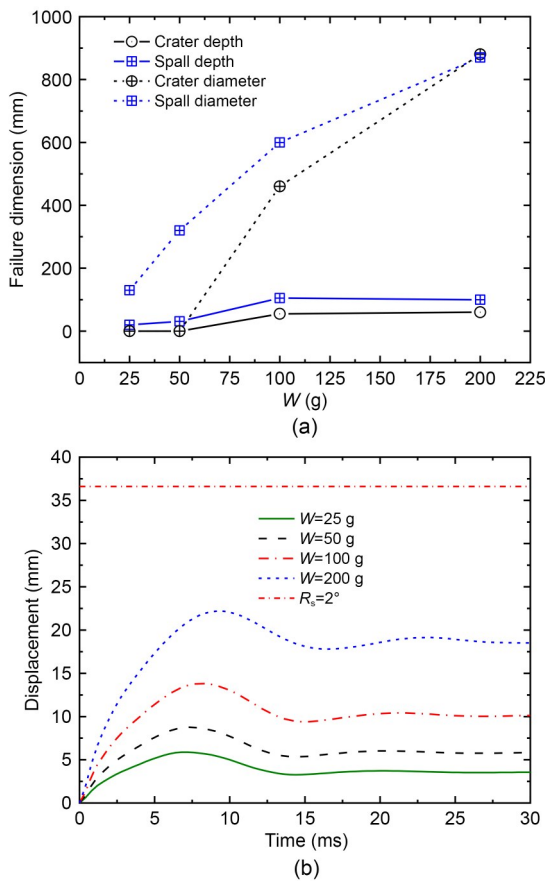 1000
800
600
400
200
0
Failure dimension (mm)
Crater depth
Spall depth
Crater diameter
Spall diameter
0 25 50 75 100 125 150 175 200 225
W (g)
(a)
40
35
30
25
20
15
10
5
0
Displacement (mm)
W=25 g
W=50 g
W=100 g
W=200 g
Rs=2°
0 5 10 15 20 25 30
Time (ms)
(b)